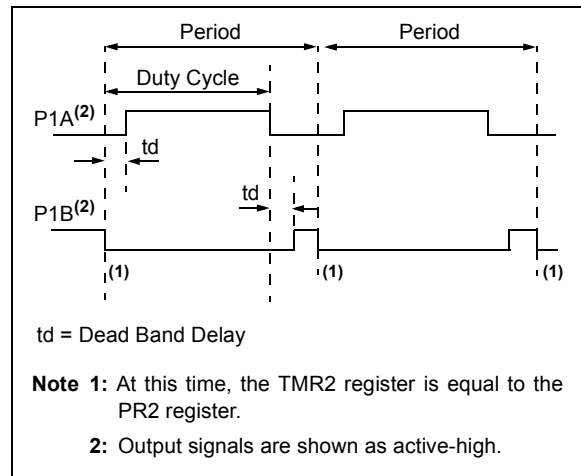 Period Period
Duty Cycle
P1A(2)
td
td
P1B(2)
(1) (1) (1)
td = Dead Band Delay
Note 1: At this time, the TMR2 register is equal to the
PR2 register.
2: Output signals are shown as active-high.